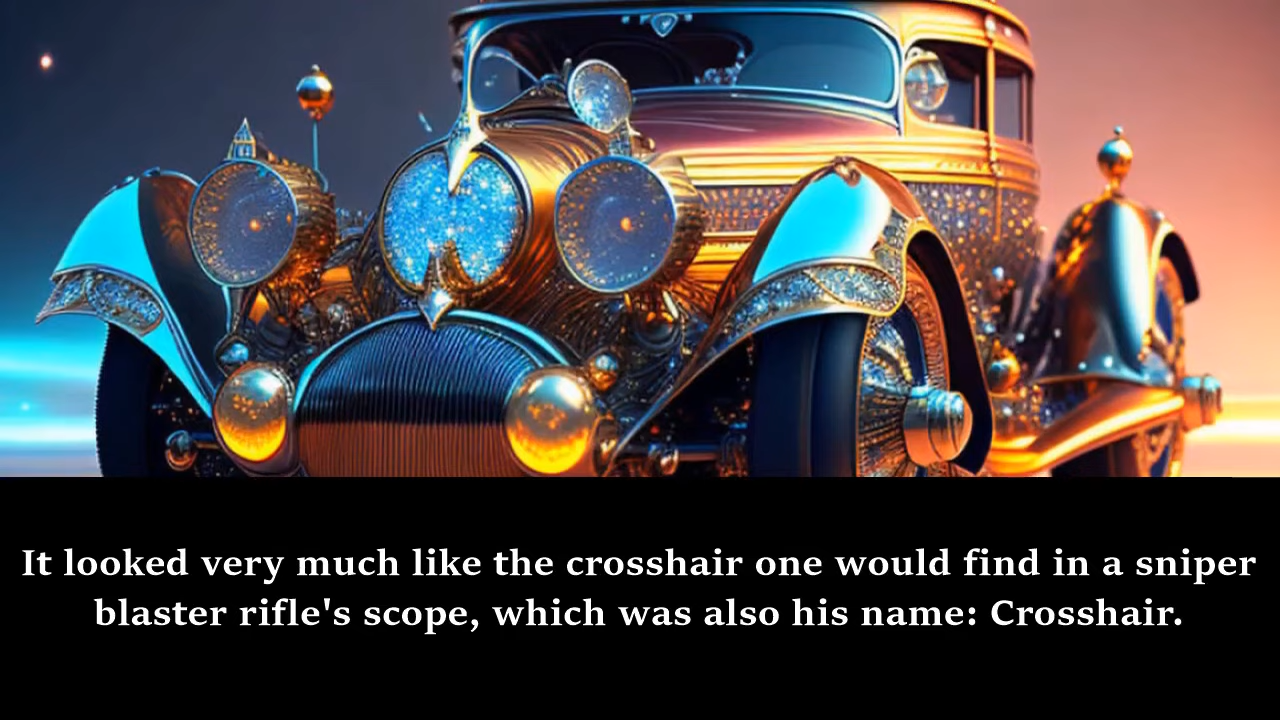 It looked very much like the crosshair one would find in a sniper
blaster rifle's scope, which was also his name: Crosshair.